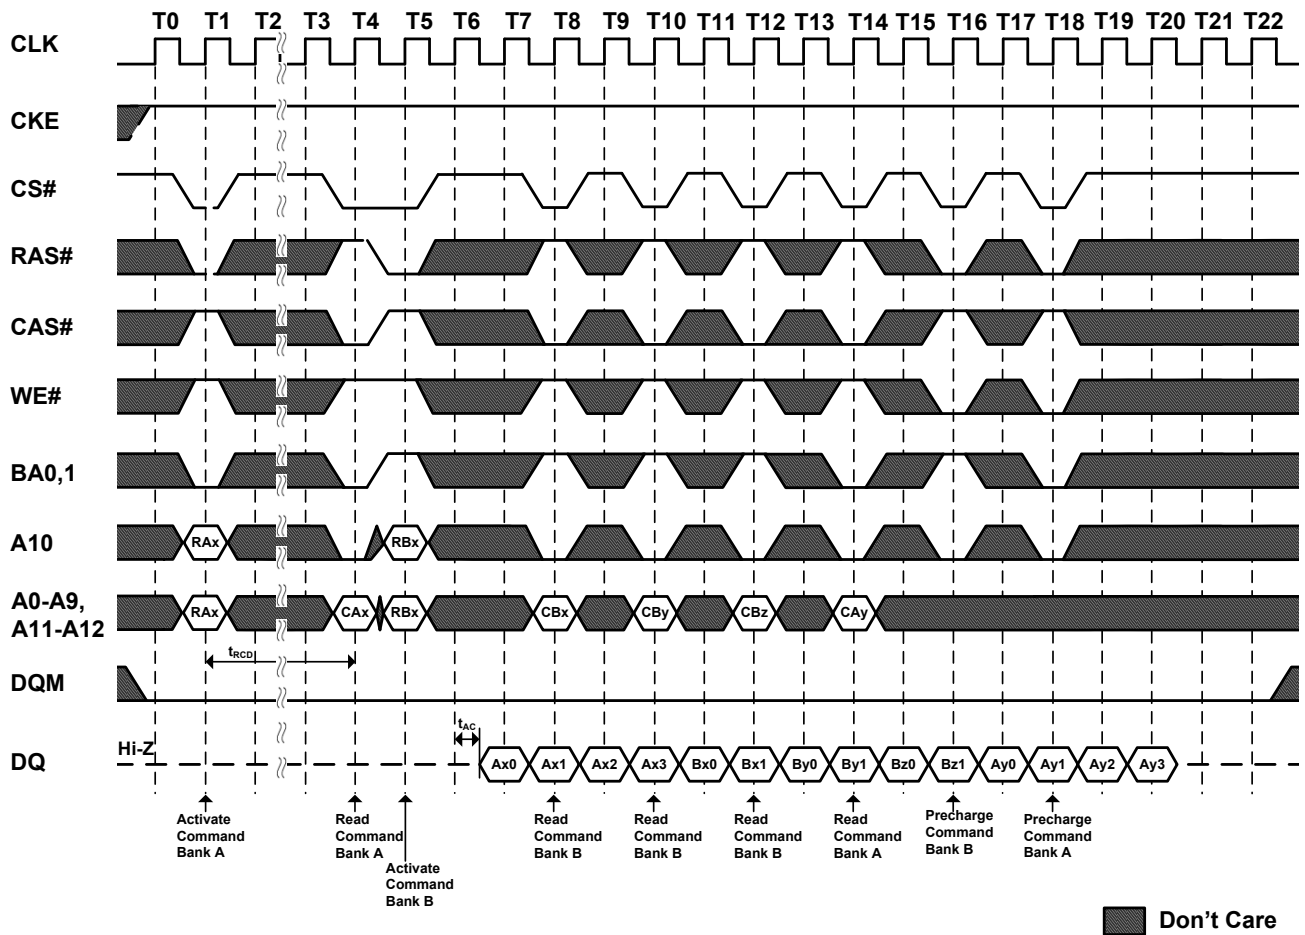 T0 T1 T2 T3 T4 T5 T6 T7 T8 T9 T10 T11 T12 T13 T14 T15 T16 T17 T18 T19 T20 T21 T22
CLK
CKE
CS#
RAS#
CAS#
WE#
BA0,1
A10
RAx RBx
A0-A9,
A11-A12
RAx CAx RBx CBx CBy CBz CAy
tRCD
DQM
tAC
DQ
Hi-Z
Ax0 Ax1 Ax2 Ax3 Bx0 Bx1 By0 By1 Bz0 Bz1 Ay0 Ay1 Ay2 Ay3
Activate
Command
Bank A
Read
Command
Bank A
Activate
Command
Bank B
Read
Command
Bank B
Read
Command
Bank B
Read
Command
Bank B
Read
Command
Bank A
Precharge
Command
Bank B
Precharge
Command
Bank A
Don't Care